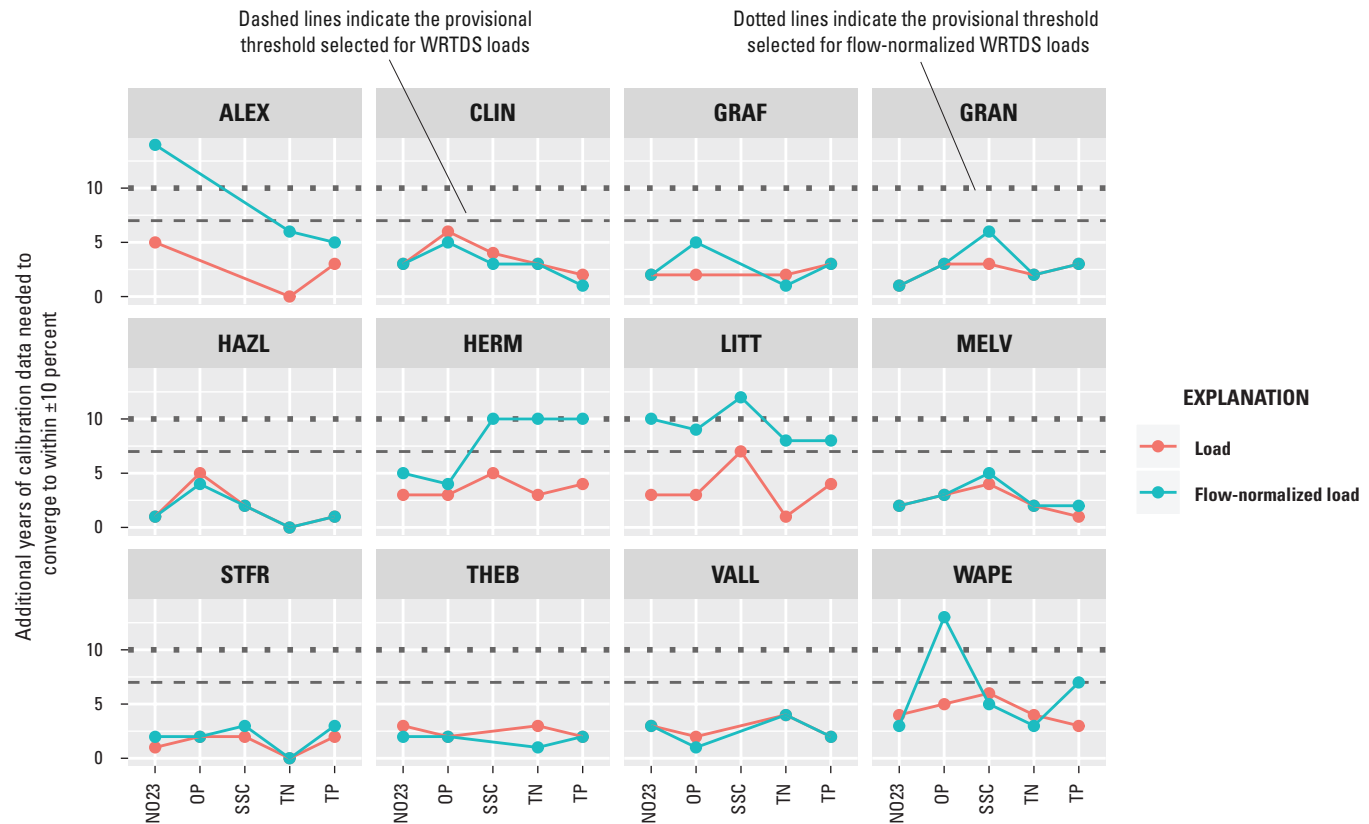 Dashed lines indicate the provisional
threshold selected for WRTDS loads
Dotted lines indicate the provisional threshold
selected for flow-normalized WRTDS loads
Additional years of calibration data needed to
converge to within ±10 percent
ALEX
CLIN
GRAF
GRAN
10
5
0
HAZL
HERM
LITT
MELV
10
5
0
STFR
THEB
VALL
WAPE
10
5
0
NO23
OP
SSC
TN
TP
NO23
OP
SSC
TN
TP
NO23
OP
SSC
TN
TP
NO23
OP
SSC
TN
TP
EXPLANATION
Load
Flow-normalized load